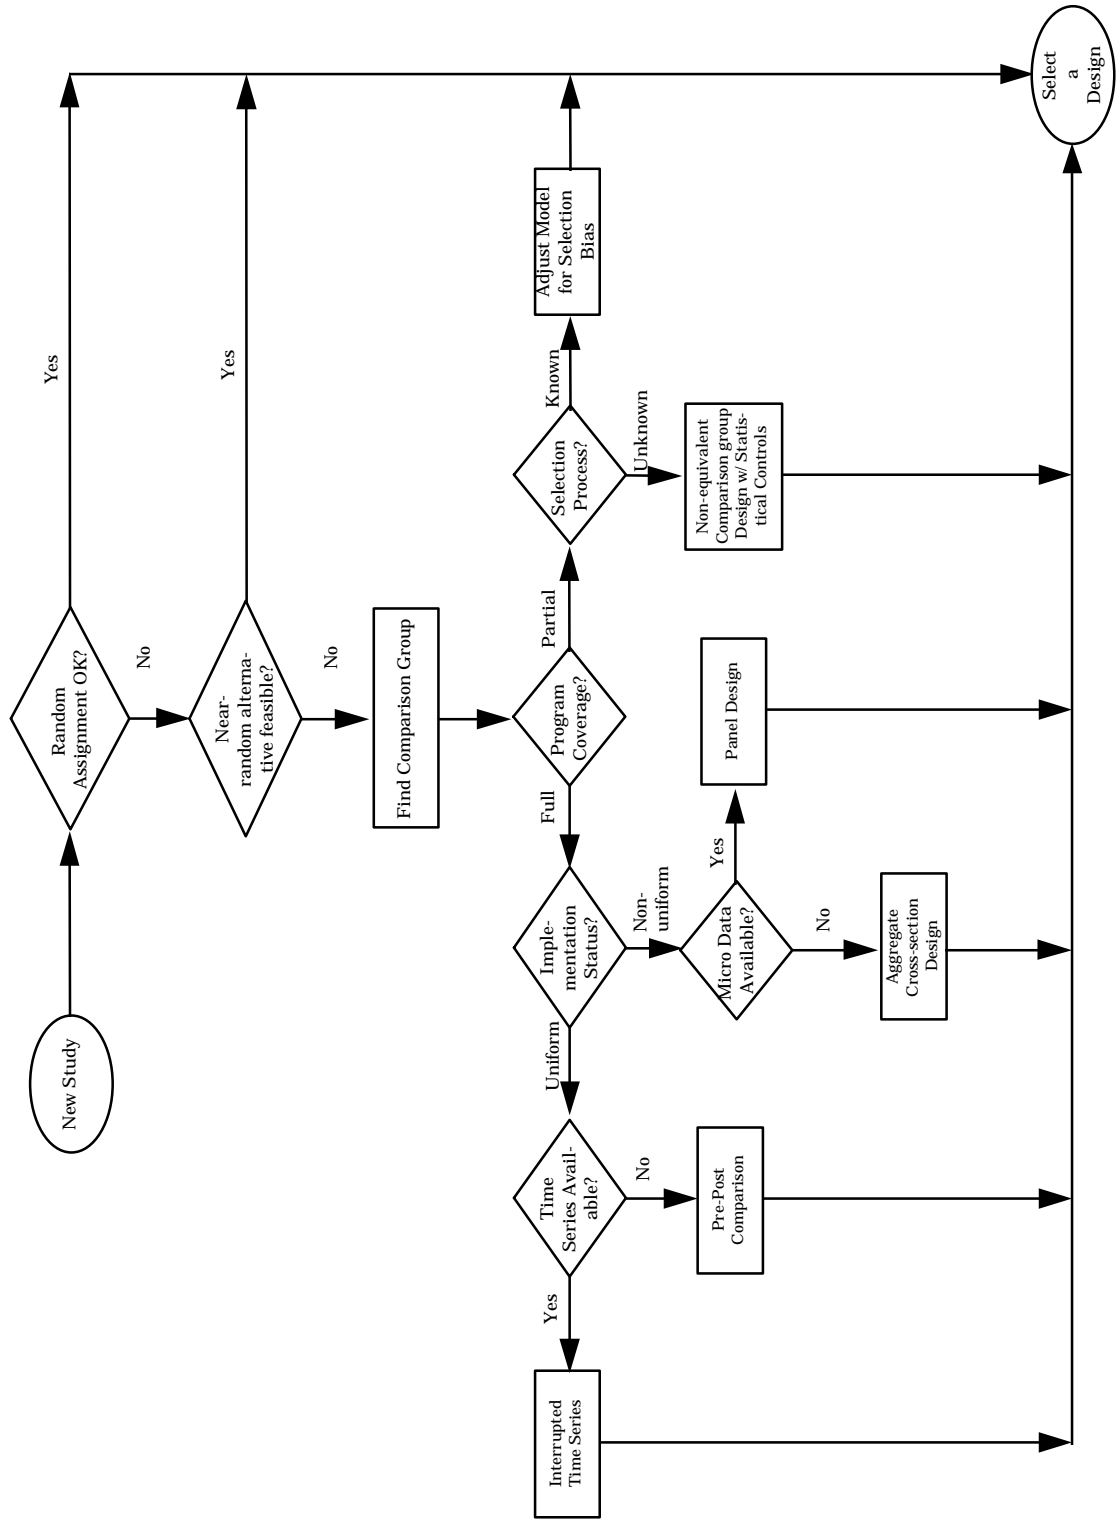 New Study
Random
Assignment OK?
Yes
No
Near-
random alterna-
tive feasible?
Yes
No
Find Comparison Group
Program
Coverage?
Full
Partial
Selection
Process?
Known
Adjust Model
for Selection
Bias
Unknown
Non-equivalent
Comparison group
Design w/ Statis-
tical Controls
Imple-
mentation
Status?
Non-
uniform
Uniform
Micro Data
Available?
Yes
Panel Design
No
Aggregate
Cross-section
Design
Time
Series Avail-
able?
No
Pre-Post
Comparison
Yes
Interrupted
Time Series
Select
a
Design